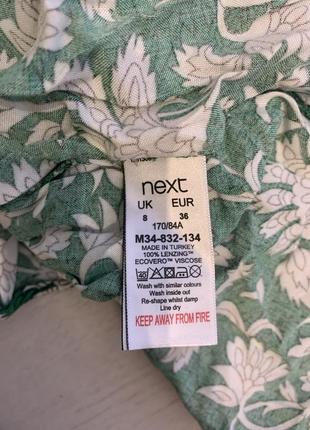 next
UK EUR
8 36
170/84A
M34-832-134
MADE IN TURKEY
100% LENZING™
ECOVERO™ VISCOSE
40
Wash with similar colours
Wash inside out
Re-shape whilst damp
Line dry
KEEP AWAY FROM FIRE